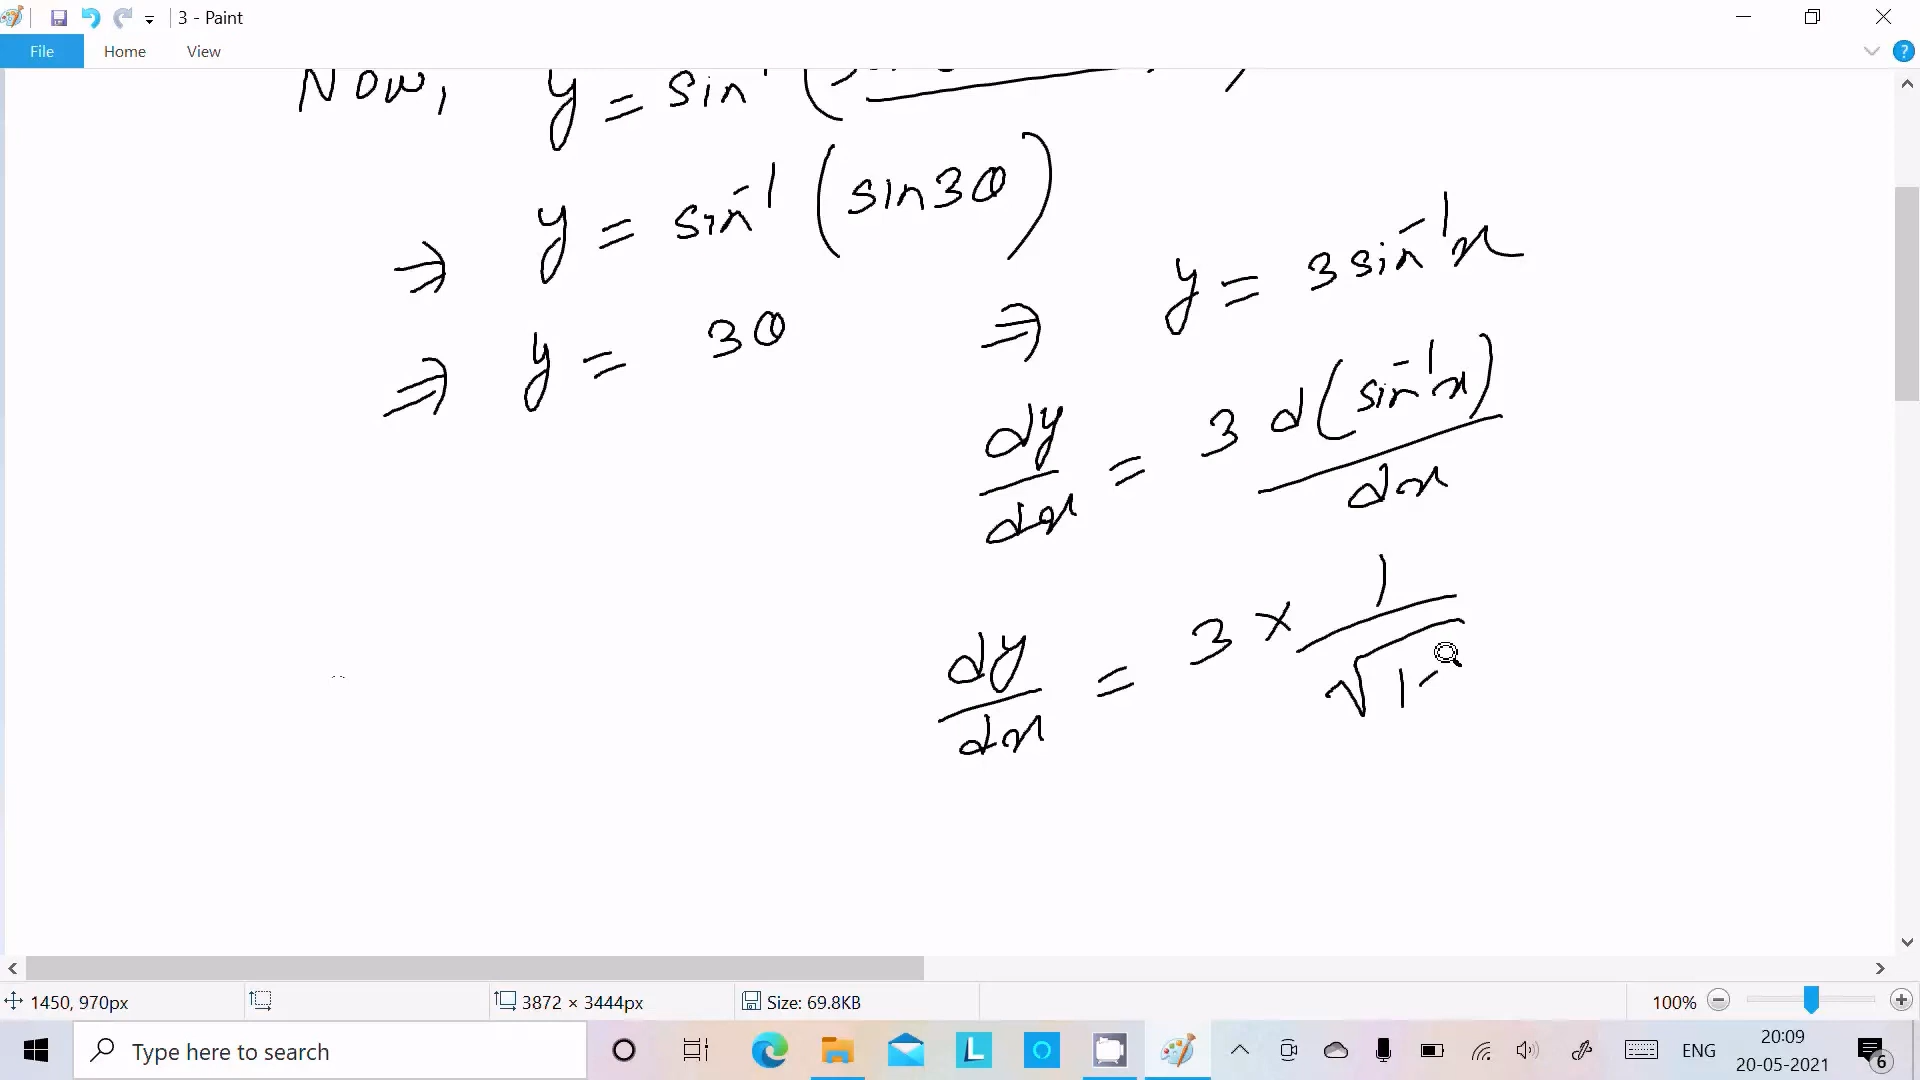 3 - Paint
File Home View
Now, y = sin⁻¹ (
⇒ y = sin⁻¹ (sin3θ)
⇒ y = 3θ ⇒ y = 3sin⁻¹x
dy/dx = 3 d(sin⁻¹x)/dx
dy/dx = 3 × 1/√1-
1450, 970px 3872 × 3444px Size: 69.8KB 100%
Type here to search
ENG
20:09
20-05-2021
6